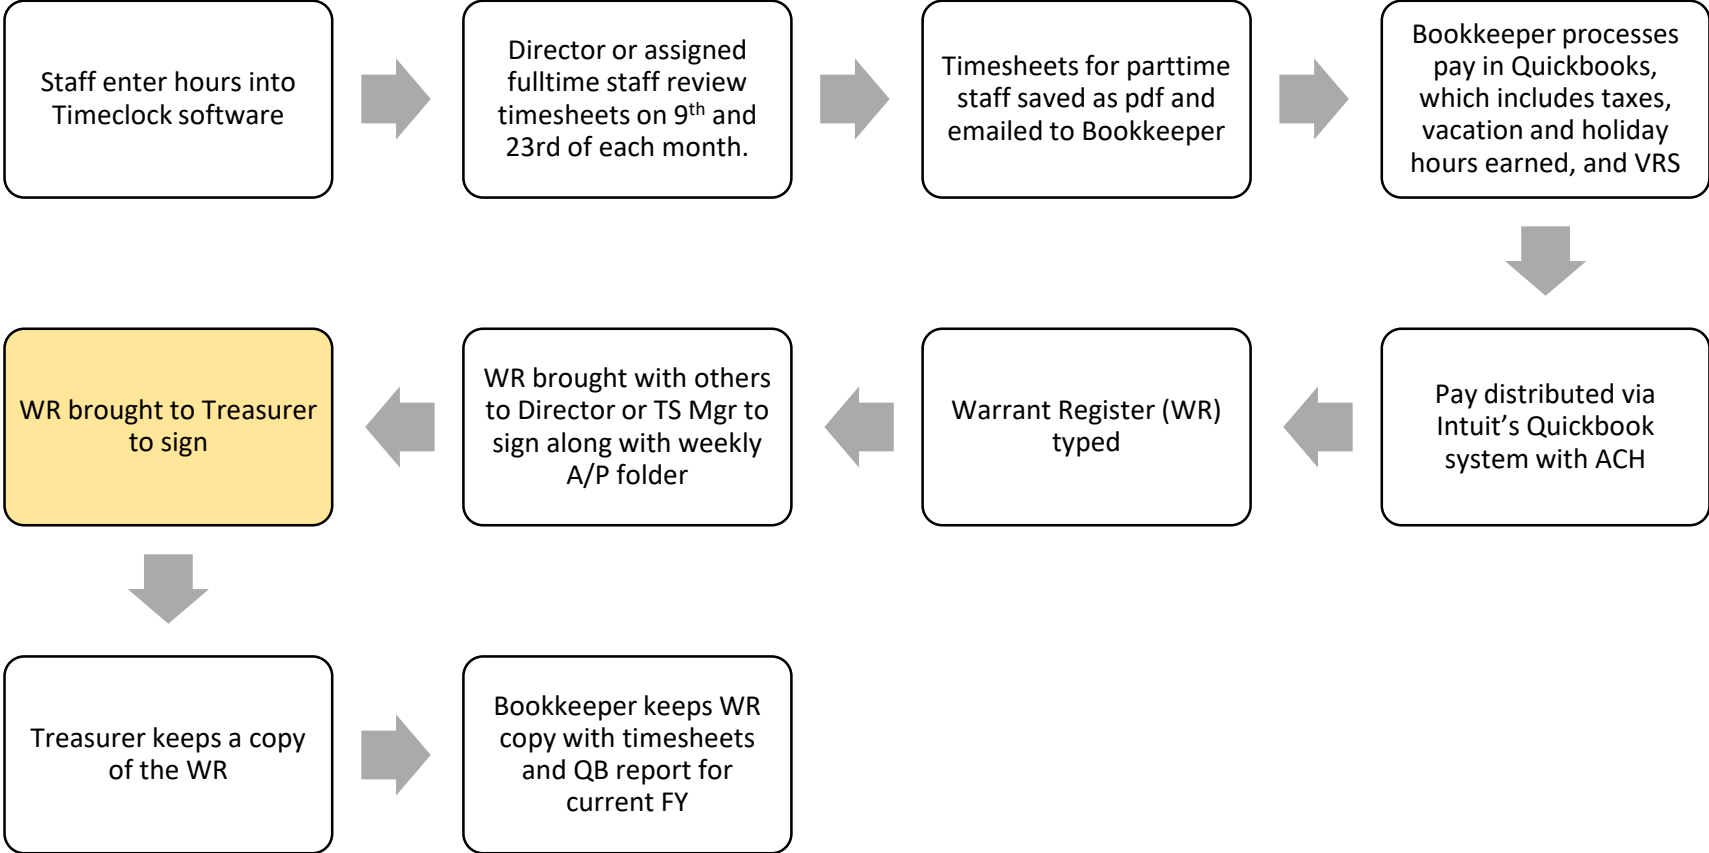 Staff enter hours into
Timeclock software
Director or assigned
fulltime staff review
timesheets on 9th and
23rd of each month.
Timesheets for parttime
staff saved as pdf and
emailed to Bookkeeper
Bookkeeper processes
pay in Quickbooks,
which includes taxes,
vacation and holiday
hours earned, and VRS
Pay distributed via
Intuit’s Quickbook
system with ACH
Warrant Register (WR)
typed
WR brought with others
to Director or TS Mgr to
sign along with weekly
A/P folder
WR brought to Treasurer
to sign
Treasurer keeps a copy
of the WR
Bookkeeper keeps WR
copy with timesheets
and QB report for
current FY